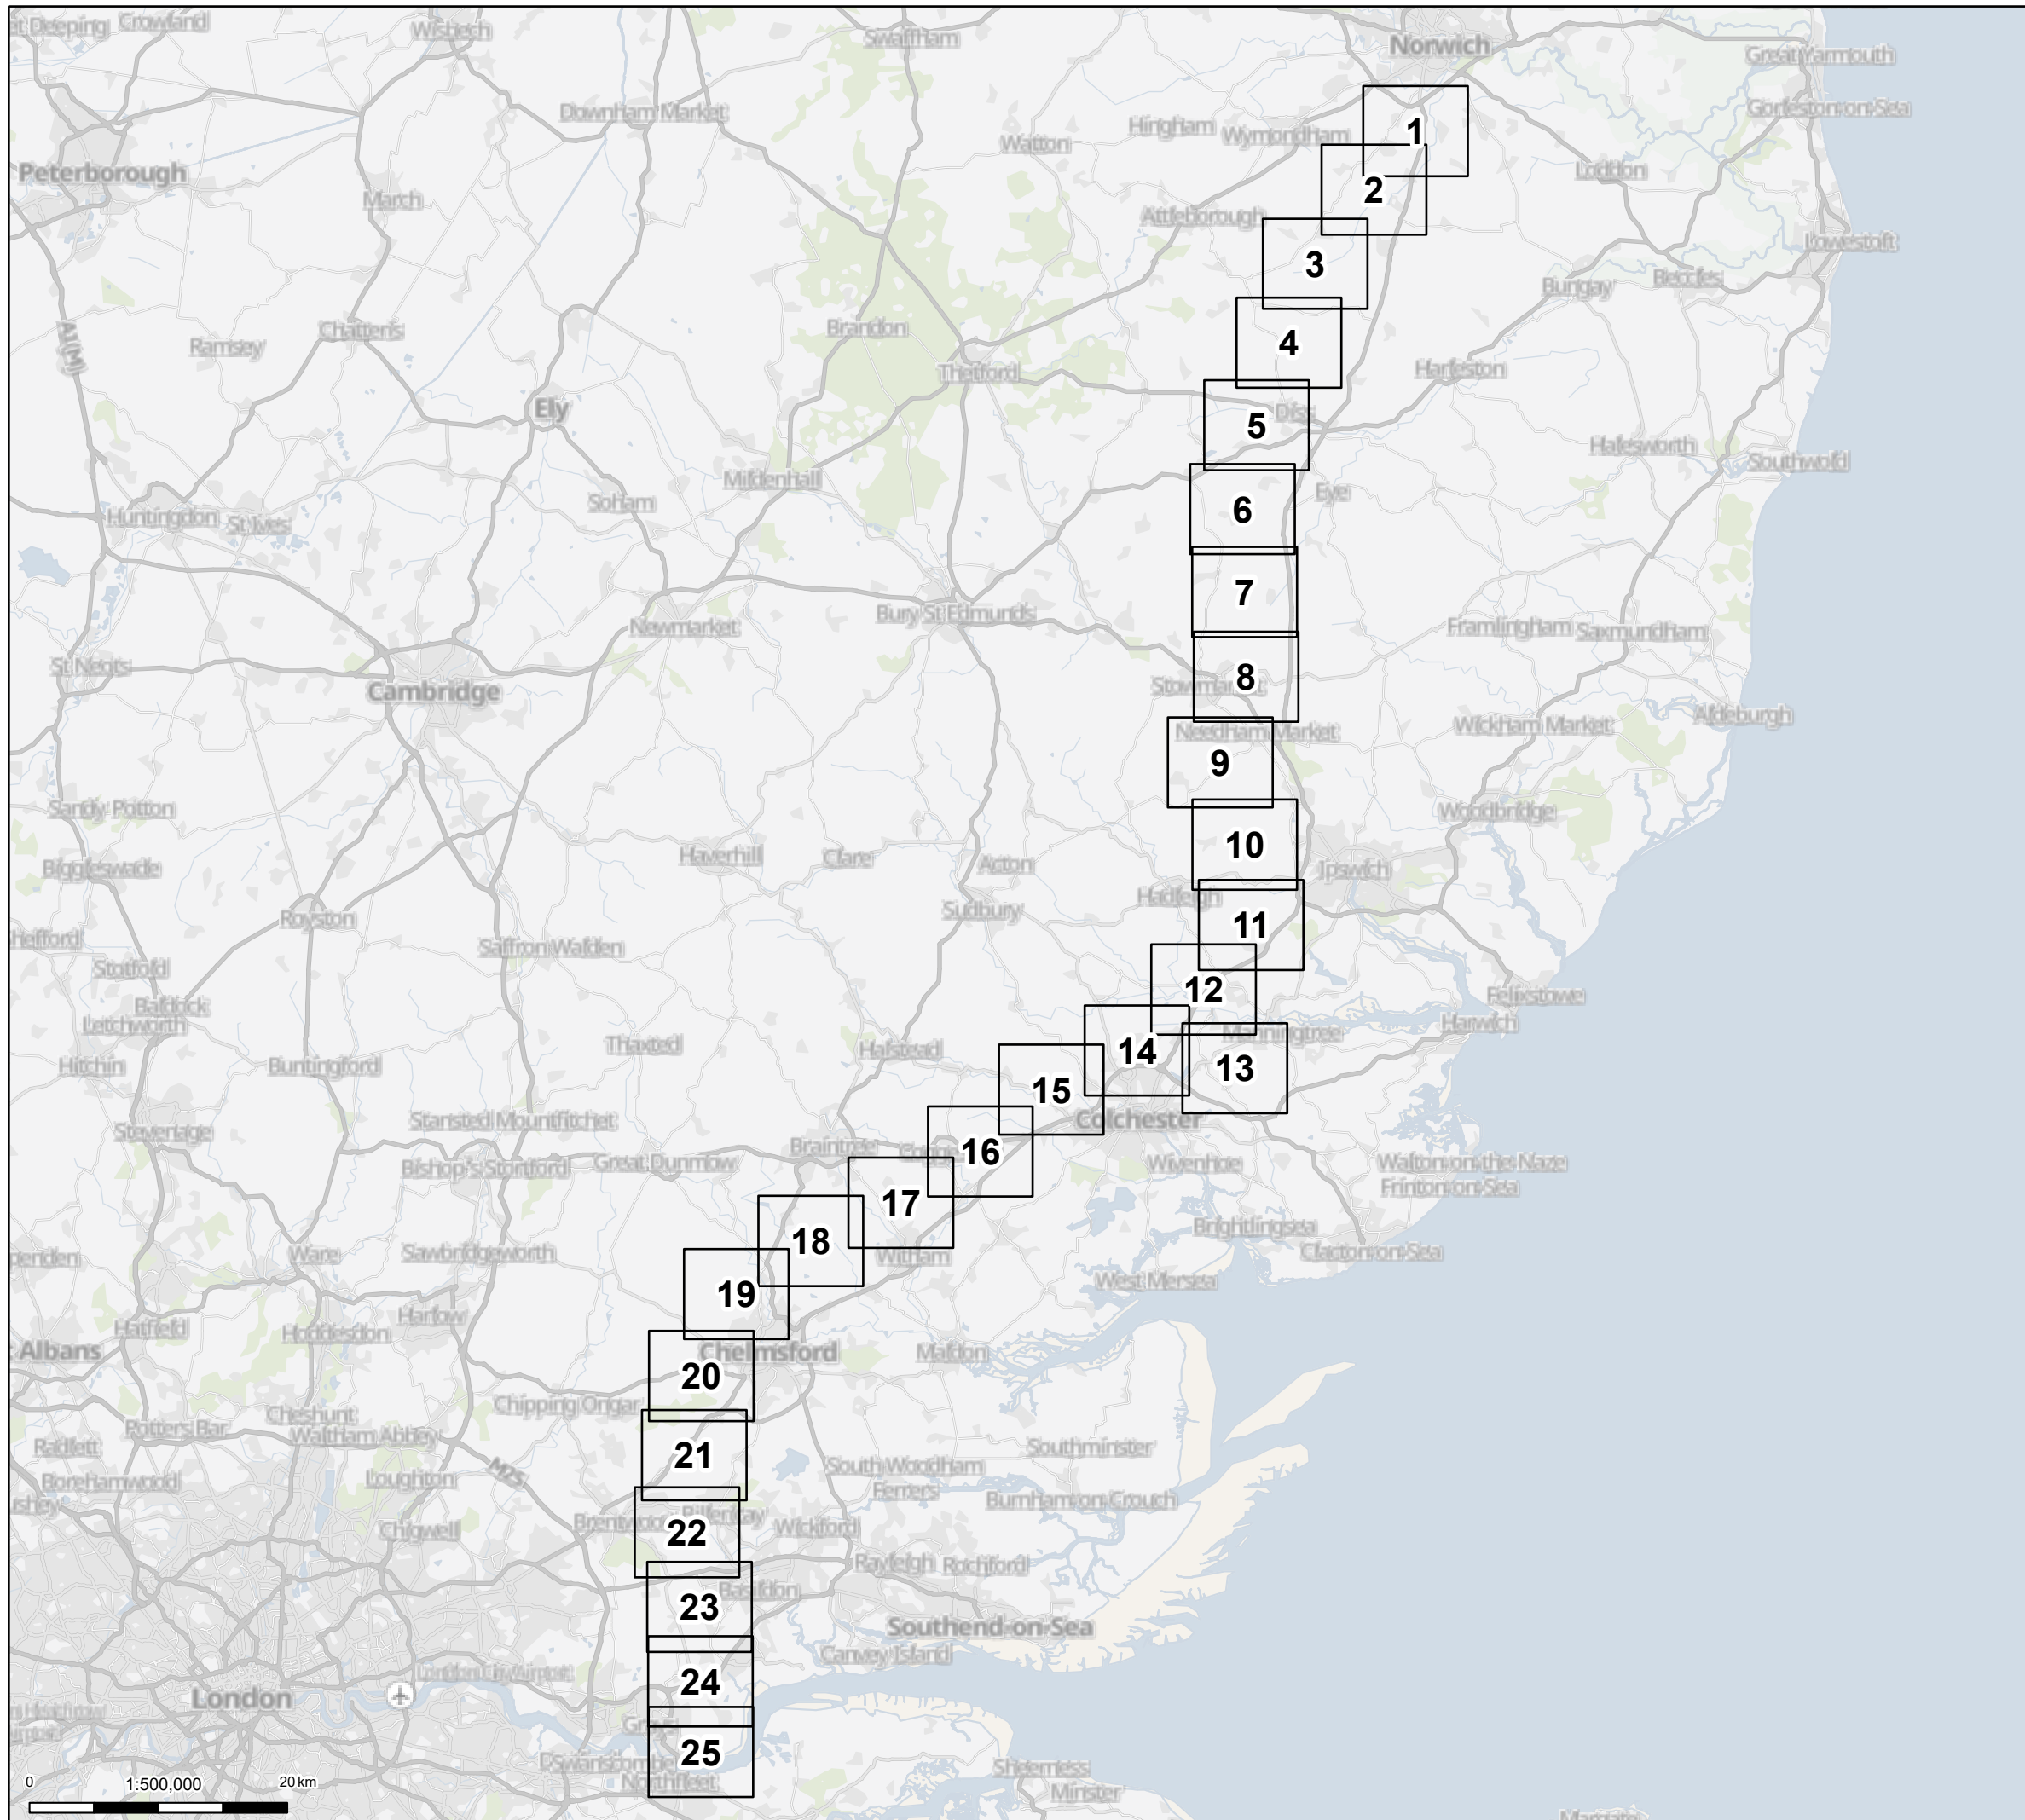 Crowland
Wisbech
Swaffham
Norwich
Great Yarmouth
Gorleston-on-Sea
Downham Market
Watton
Hingham
Wymondham
1
Peterborough
March
Loddon
2
Attleborough
Lowestoft
3
Bungay
Beccles
A1(M)
Ramsey
Chatteris
Brandon
4
Thetford
Harleston
Ely
Diss
5
Halesworth
Southwold
Mildenhall
Soham
Eye
Huntingdon
St Ives
6
7
Bury St Edmunds
Newmarket
Framlingham
Saxmundham
St Neots
Cambridge
8
Needham Market
Wickham Market
Aldeburgh
9
Sandy
Potton
Woodbridge
10
Biggleswade
Haverhill
Clare
Acton
Ipswich
Hadleigh
Sudbury
Royston
11
Saffron Walden
Stotfold
12
Baldock
Letchworth
Felixstowe
Harwich
Manningtree
Hitchin
Buntingford
Thaxted
Halstead
14
13
15
Colchester
Stansted Mountfitchet
Stevenage
Braintree
16
Bishop's Stortford
Great Dunmow
Wivenhoe
Walton-on-the-Naze
Frinton-on-Sea
17
Brightlingsea
18
Ware
Sawbridgeworth
Witham
Clacton-on-Sea
West Mersea
19
Harlow
Hatfield
Hoddesdon
Albans
Chelmsford
Maldon
20
Chipping Ongar
Cheshunt
Potters Bar
Waltham Abbey
Radlett
21
Southminster
M25
South Woodham
Ferrers
Borehamwood
Loughton
Burnham-on-Crouch
Chigwell
22
Wickford
Rayleigh
Rochford
Basildon
23
Southend-on-Sea
Canvey Island
London City Airport
24
London
Grays
25
Northfleet
Sheerness
Minster
0
1:500,000
20 km